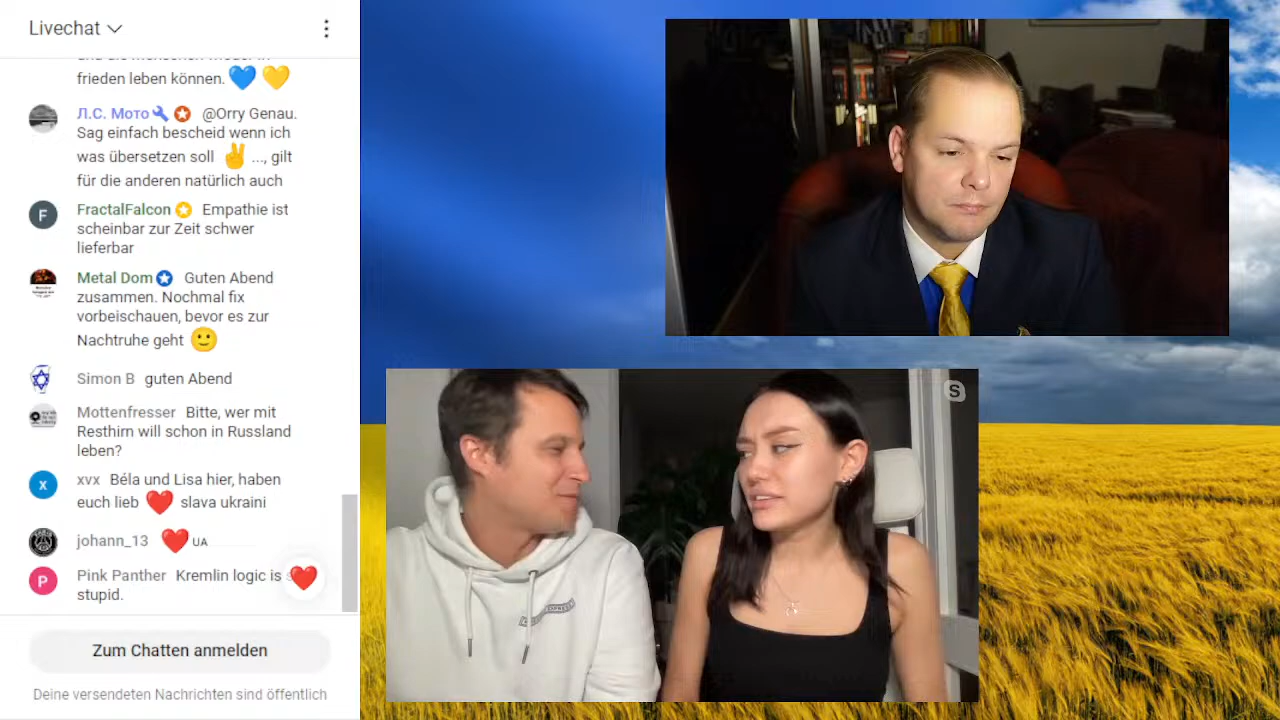 Livechat
frieden leben können. 💙 💛
Л.С. Мото @Orry Genau.
Sag einfach bescheid wenn ich
was übersetzen soll ✌ ..., gilt
für die anderen natürlich auch
F FractalFalcon Empathie ist
scheinbar zur Zeit schwer
lieferbar
Metal Dom Guten Abend
zusammen. Nochmal fix
vorbeischauen, bevor es zur
Nachtruhe geht 🙂
Simon B guten Abend
Mottenfresser Bitte, wer mit
Resthirn will schon in Russland
leben?
x xvx Béla und Lisa hier, haben
euch lieb ❤ slava ukraini
johann_13 ❤ UA
P Pink Panther Kremlin logic is
stupid.
Zum Chatten anmelden
Deine versendeten Nachrichten sind öffentlich
S